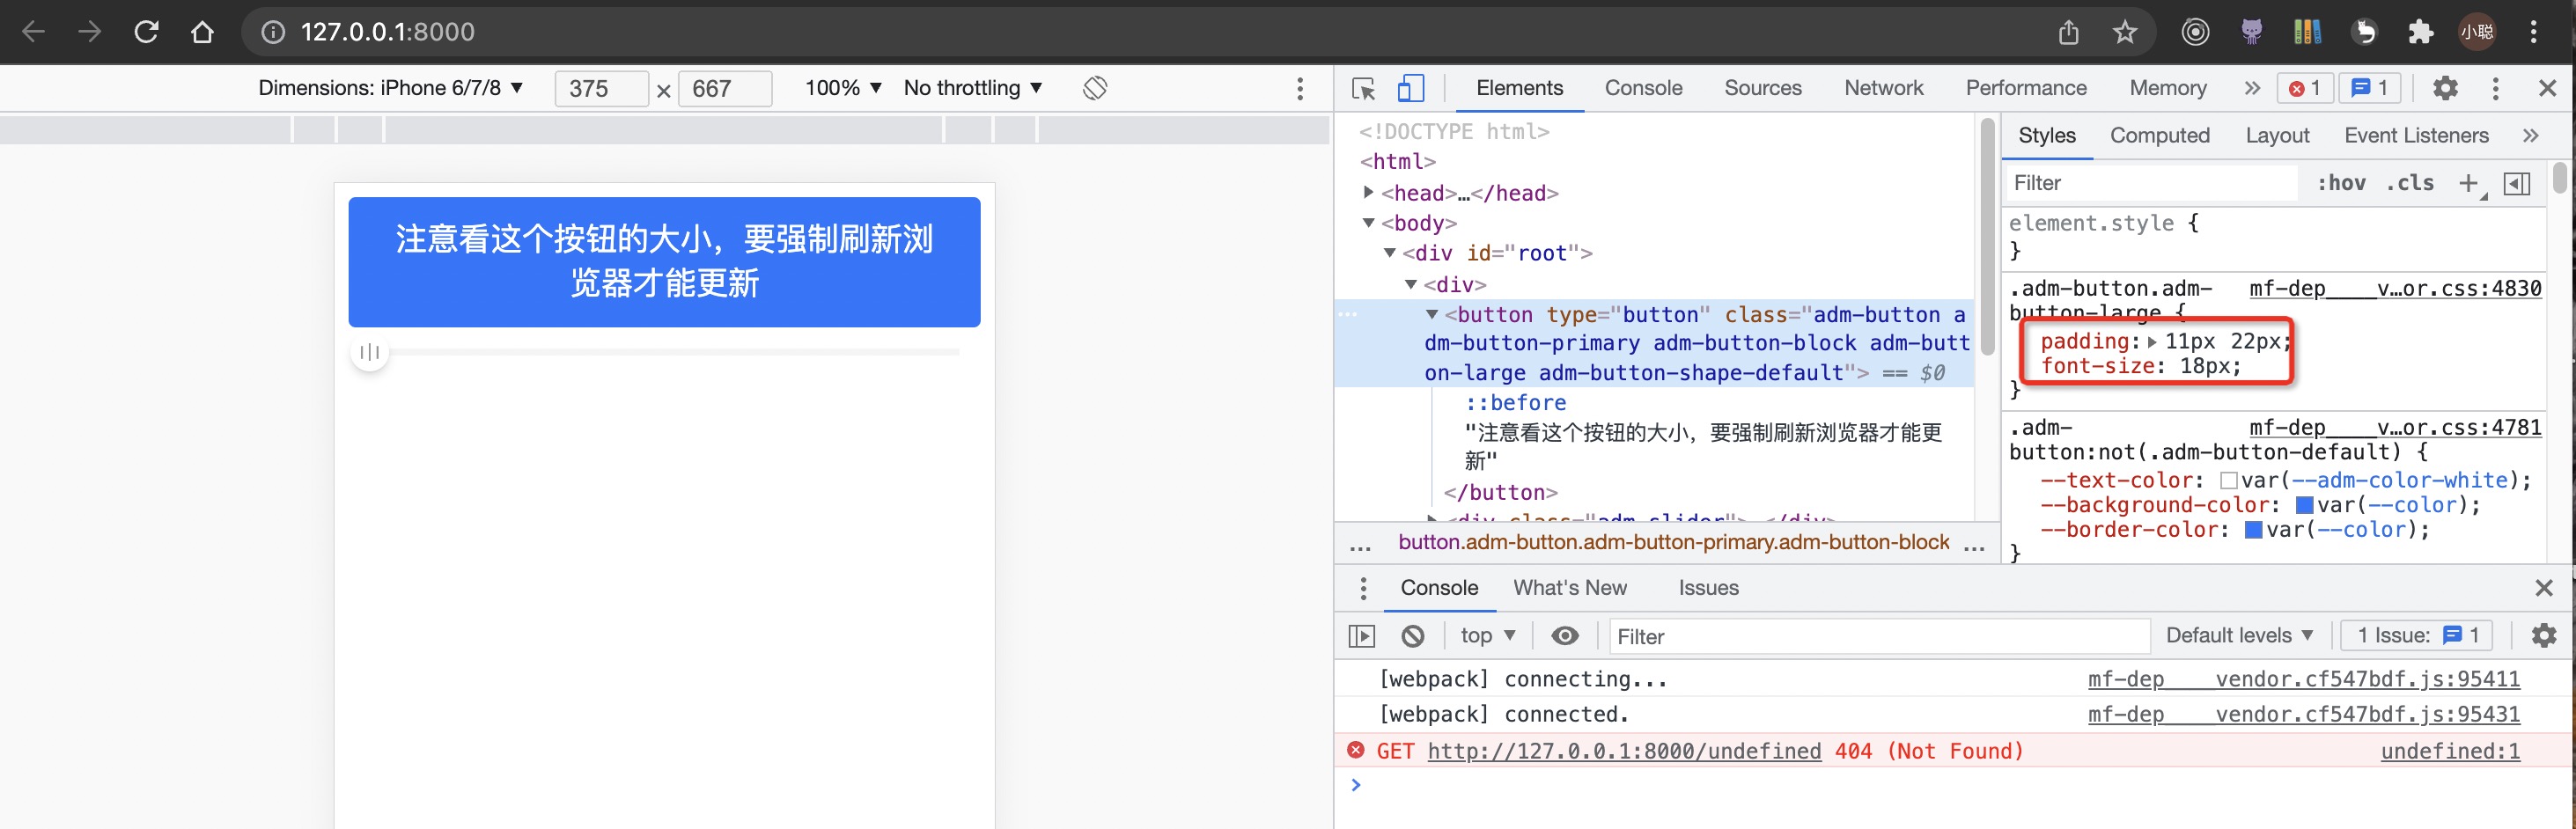 127.0.0.1:8000
小聪
Dimensions: iPhone 6/7/8 ▼ 375 × 667 100% ▼ No throttling ▼
Elements Console Sources Network Performance Memory » 1 1
注意看这个按钮的大小，要强制刷新浏
览器才能更新
<!DOCTYPE html>
<html>
<head>…</head>
<body>
<div id="root">
<div>
<button type="button" class="adm-button a
dm-button-primary adm-button-block adm-butt
on-large adm-button-shape-default"> == $0
::before
"注意看这个按钮的大小，要强制刷新浏览器才能更
新"
</button>
<div class="adm-slider">…</div>
... button.adm-button.adm-button-primary.adm-button-block ...
Styles Computed Layout Event Listeners »
Filter :hov .cls +
element.style {
}
.adm-button.adm- mf-dep____v…or.css:4830
button-large {
padding: 11px 22px;
font-size: 18px;
}
.adm- mf-dep____v…or.css:4781
button:not(.adm-button-default) {
--text-color: var(--adm-color-white);
--background-color: var(--color);
--border-color: var(--color);
}
Console What's New Issues
top ▼ Filter Default levels ▼ 1 Issue: 1
[webpack] connecting... mf-dep____vendor.cf547bdf.js:95411
[webpack] connected. mf-dep____vendor.cf547bdf.js:95431
GET http://127.0.0.1:8000/undefined 404 (Not Found) undefined:1